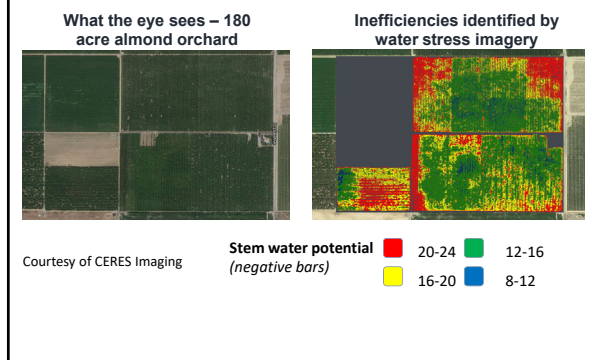 What the eye sees – 180
acre almond orchard
Inefficiencies identified by
water stress imagery
Courtesy of CERES Imaging
Stem water potential
(negative bars)
20-24
12-16
16-20
8-12